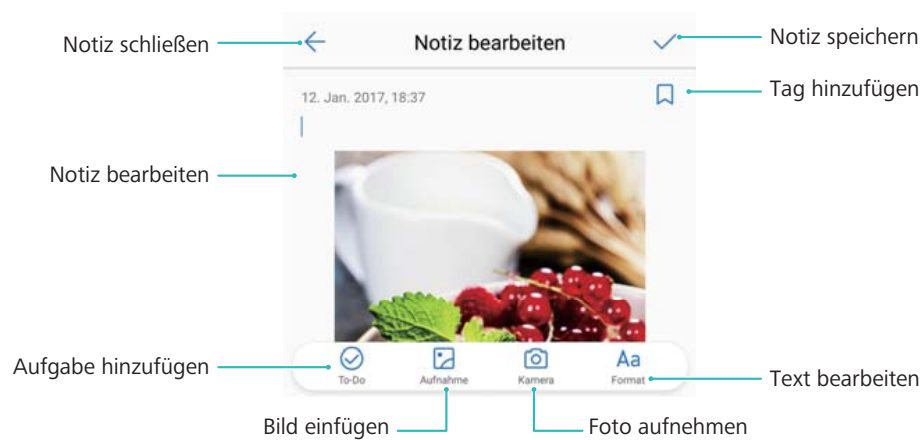 Notiz schließen
Notiz bearbeiten
Notiz speichern
12. Jan. 2017, 18:37
Tag hinzufügen
Notiz bearbeiten
Aufgabe hinzufügen
To-Do
Aufnahme
Kamera
Aa
Format
Text bearbeiten
Bild einfügen
Foto aufnehmen